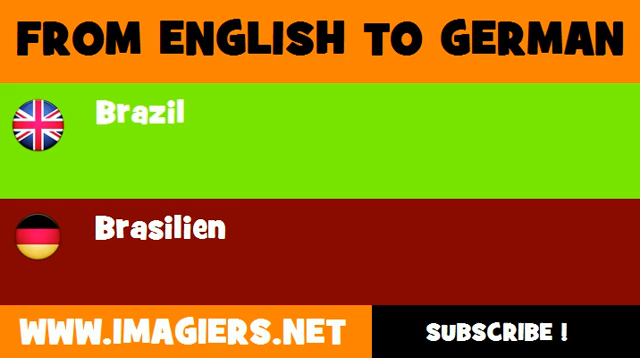 FROM ENGLISH TO GERMAN
Brazil
Brasilien
WWW.IMAGIERS.NET
SUBSCRIBE !